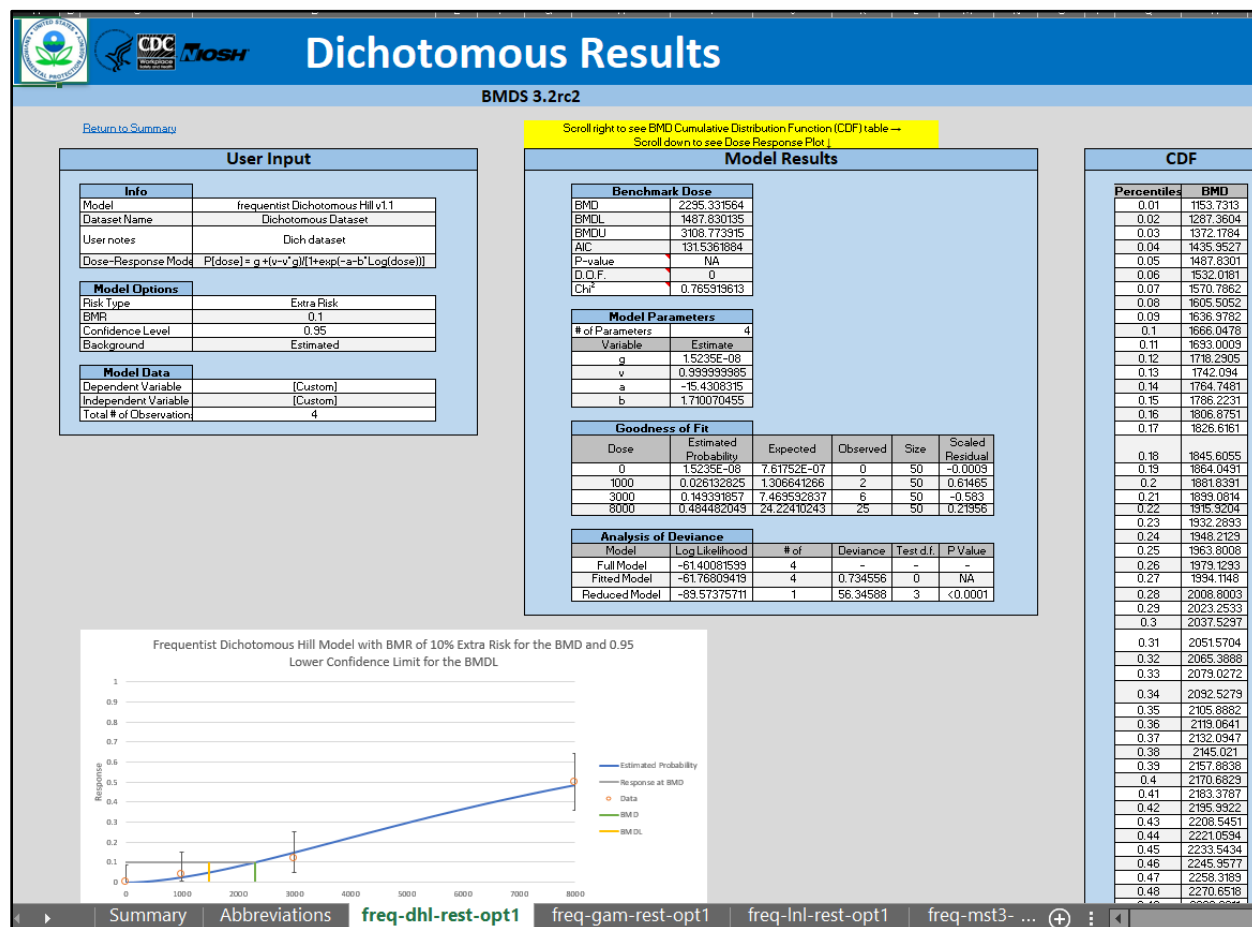 UNITED STATES
ENVIRONMENTAL PROTECTION AGENCY
CDC
Workplace
Safety and Health
NIOSH
Dichotomous Results
BMDS 3.2rc2
Return to Summary
Scroll right to see BMD Cumulative Distribution Function (CDF) table →
Scroll down to see Dose Response Plot ↓
User Input
Info
Model frequentist Dichotomous Hill v1.1
Dataset Name Dichotomous Dataset
User notes Dich dataset
Dose-Response Mode P[dose] = g +(v-v*g)/[1+exp(-a-b*Log(dose))]
Model Options
Risk Type Extra Risk
BMR 0.1
Confidence Level 0.95
Background Estimated
Model Data
Dependent Variable [Custom]
Independent Variable [Custom]
Total # of Observation: 4
Model Results
Benchmark Dose
BMD 2295.331564
BMDL 1487.830135
BMDU 3108.773915
AIC 131.5361884
P-value NA
D.O.F. 0
Chi² 0.765919613
Model Parameters
# of Parameters 4
Variable Estimate
g 1.5235E-08
v 0.999999985
a -15.4308315
b 1.710070455
Goodness of Fit
Dose Estimated Probability Expected Observed Size Scaled Residual
0 1.5235E-08 7.61752E-07 0 50 -0.0009
1000 0.026132825 1.306641266 2 50 0.61465
3000 0.149391857 7.469592837 6 50 -0.583
8000 0.484482049 24.22410243 25 50 0.21956
Analysis of Deviance
Model Log Likelihood # of Deviance Test d.f. P Value
Full Model -61.40081599 4 - - -
Fitted Model -61.76809419 4 0.734556 0 NA
Reduced Model -89.57375711 1 56.34588 3 <0.0001
CDF
Percentiles BMD
0.01 1153.7313
0.02 1287.3604
0.03 1372.1784
0.04 1435.9527
0.05 1487.8301
0.06 1532.0181
0.07 1570.7862
0.08 1605.5052
0.09 1636.9782
0.1 1666.0478
0.11 1693.0009
0.12 1718.2905
0.13 1742.094
0.14 1764.7481
0.15 1786.2231
0.16 1806.8751
0.17 1826.6161
0.18 1845.6055
0.19 1864.0491
0.2 1881.8391
0.21 1899.0814
0.22 1915.9204
0.23 1932.2893
0.24 1948.2129
0.25 1963.8008
0.26 1979.1293
0.27 1994.1148
0.28 2008.8003
0.29 2023.2533
0.3 2037.5297
0.31 2051.5704
0.32 2065.3888
0.33 2079.0272
0.34 2092.5279
0.35 2105.8882
0.36 2119.0641
0.37 2132.0947
0.38 2145.021
0.39 2157.8838
0.4 2170.6829
0.41 2183.3787
0.42 2195.9922
0.43 2208.5451
0.44 2221.0594
0.45 2233.5434
0.46 2245.9577
0.47 2258.3189
0.48 2270.6518
Frequentist Dichotomous Hill Model with BMR of 10% Extra Risk for the BMD and 0.95
Lower Confidence Limit for the BMDL
1
0.9
0.8
0.7
0.6
0.5
0.4
0.3
0.2
0.1
0
Response
0 1000 2000 3000 4000 5000 6000 7000 8000
Estimated Probability
Response at BMD
Data
BMD
BMDL
Summary Abbreviations freq-dhl-rest-opt1 freq-gam-rest-opt1 freq-lnl-rest-opt1 freq-mst3- ...